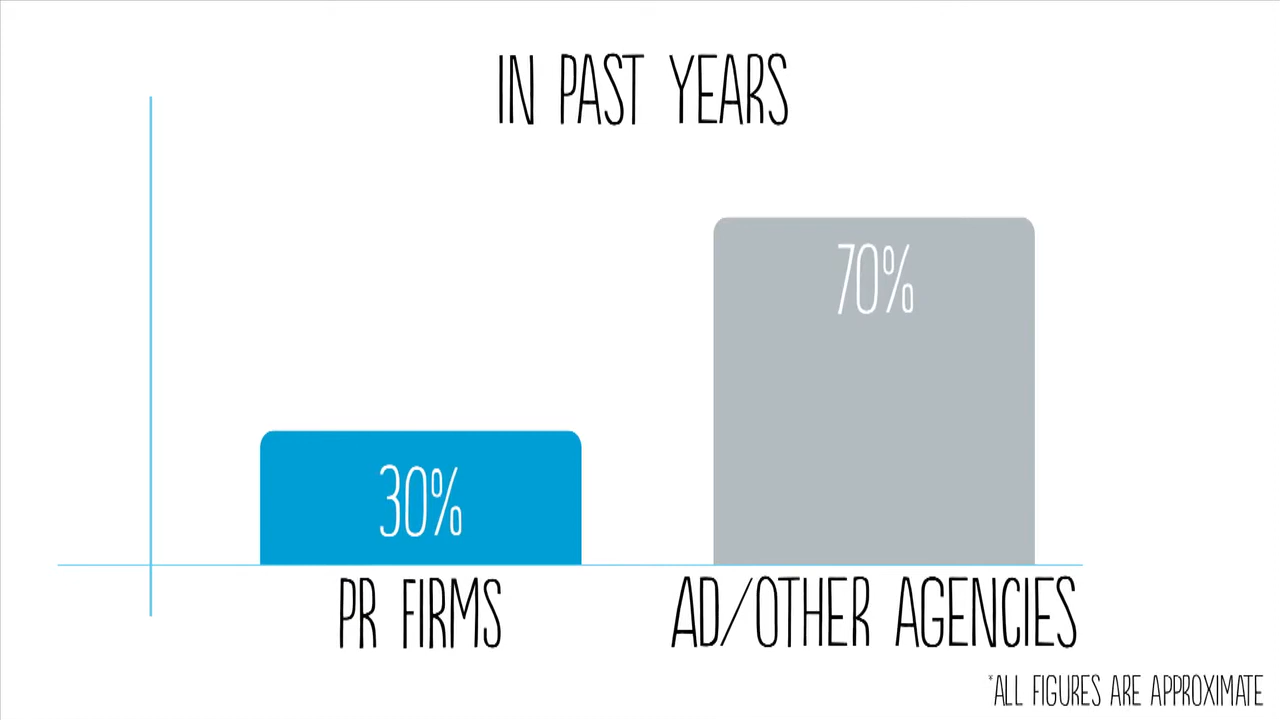 IN PAST YEARS
70%
30%
PR FIRMS
AD/OTHER AGENCIES
*ALL FIGURES ARE APPROXIMATE